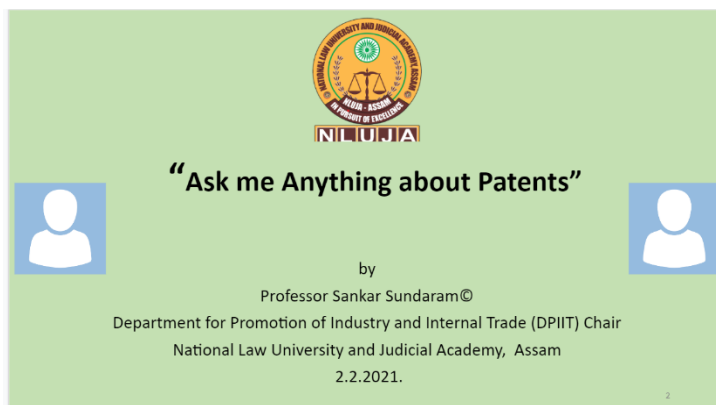 NATIONAL LAW UNIVERSITY AND JUDICIAL ACADEMY, ASSAM
NLUJA - ASSAM
IN PURSUIT OF EXCELLENCE
NLUJA
“Ask me Anything about Patents”
by
Professor Sankar Sundaram©
Department for Promotion of Industry and Internal Trade (DPIIT) Chair
National Law University and Judicial Academy,  Assam
2.2.2021.
2